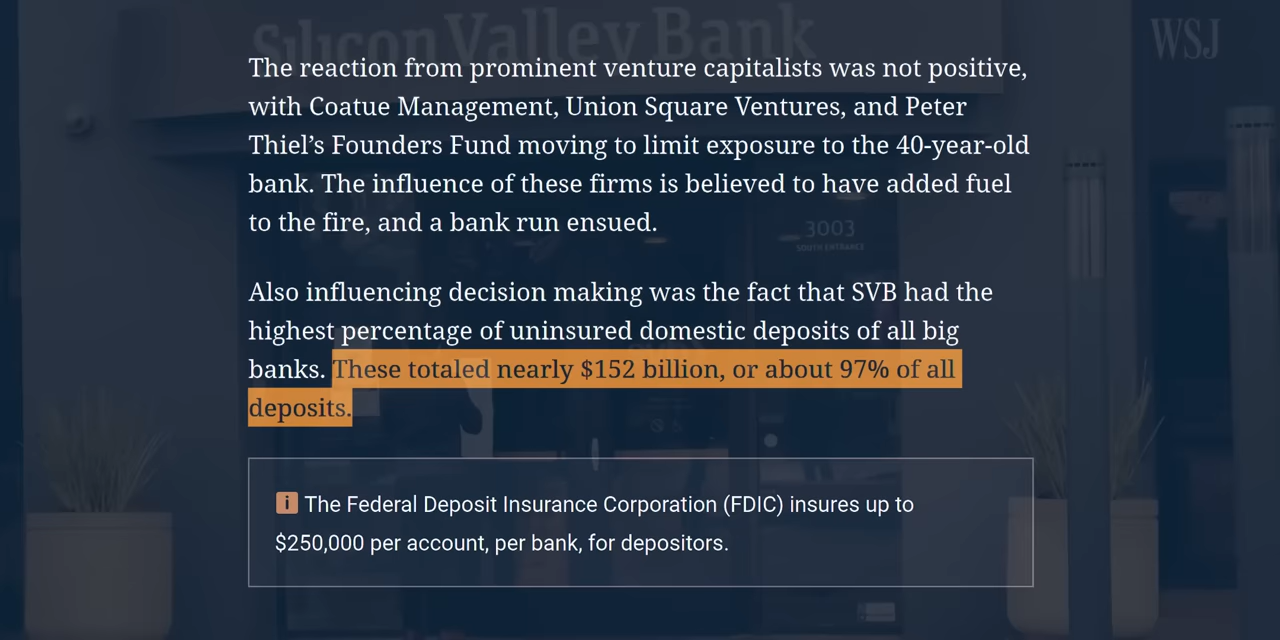 Silicon Valley Bank
WSJ
The reaction from prominent venture capitalists was not positive,
with Coatue Management, Union Square Ventures, and Peter
Thiel’s Founders Fund moving to limit exposure to the 40-year-old
bank. The influence of these firms is believed to have added fuel
to the fire, and a bank run ensued.
3003
SOUTH ENTRANCE
Also influencing decision making was the fact that SVB had the
highest percentage of uninsured domestic deposits of all big
banks. These totaled nearly $152 billion, or about 97% of all
deposits.
i The Federal Deposit Insurance Corporation (FDIC) insures up to
$250,000 per account, per bank, for depositors.